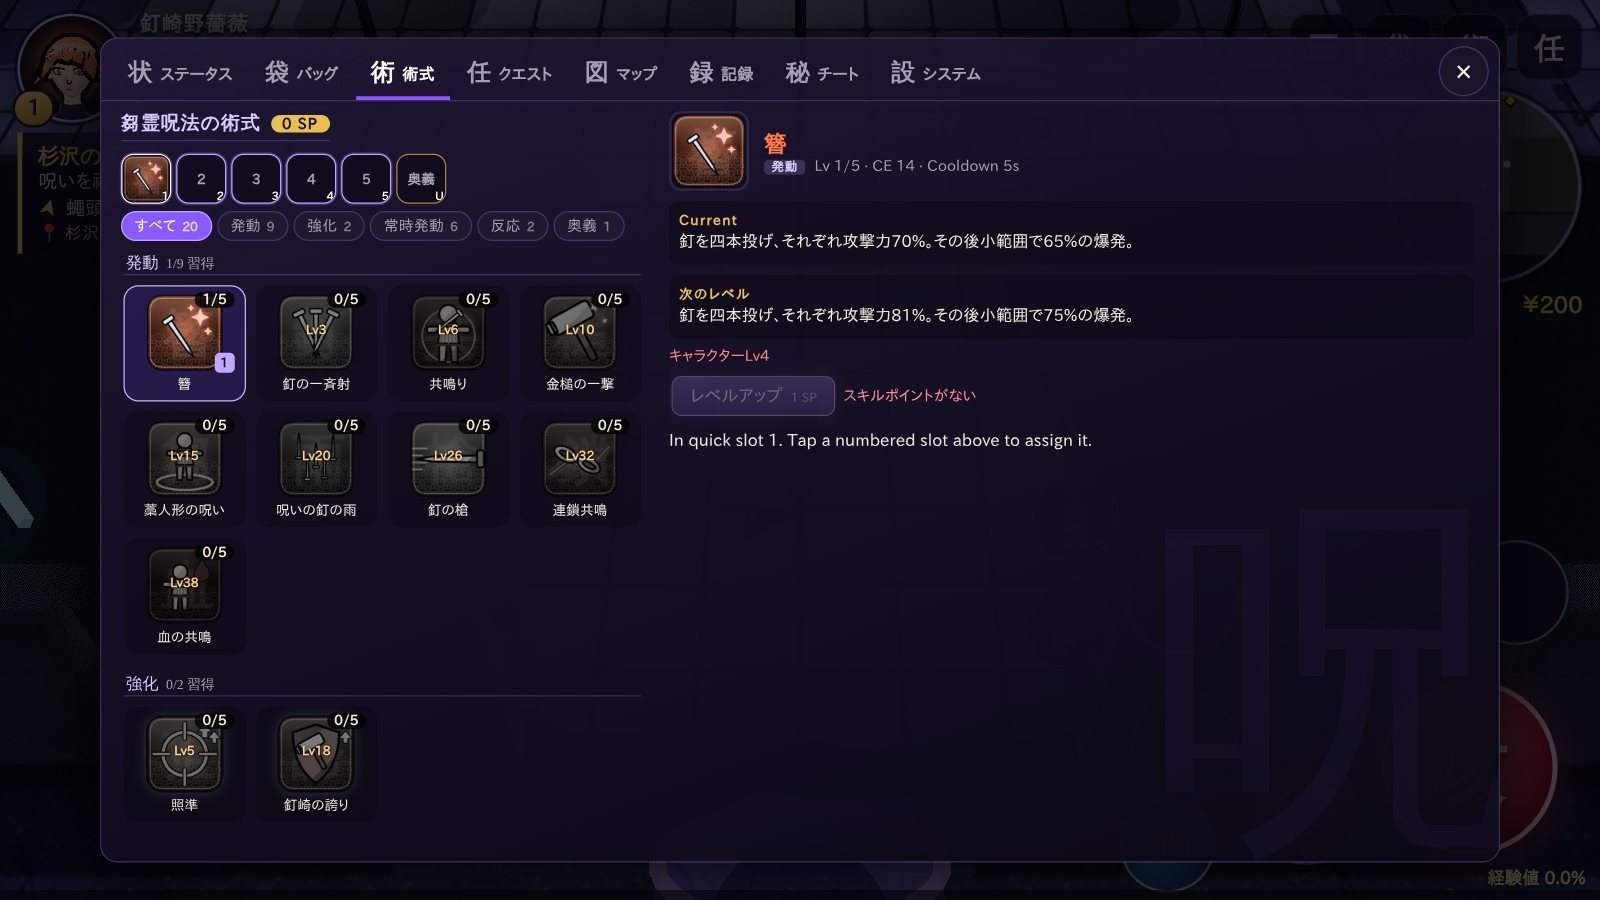 釘崎野薔薇
1
杉沢の
蠅頭
杉沢
任
¥200
経験値 0.0%
状 ステータス
袋 バッグ
術 術式
任 クエスト
図 マップ
録 記録
秘 チート
設 システム
✕
芻霊呪法の術式 0 SP
1
2 2
3 3
4 4
5 5
奥義 U
すべて 20
発動 9
強化 2
常時発動 6
反応 2
奥義 1
発動 1/9 習得
1/5
1
簪
0/5
Lv3
釘の一斉射
0/5
Lv6
共鳴り
0/5
Lv10
金槌の一撃
0/5
Lv15
藁人形の呪い
0/5
Lv20
呪いの釘の雨
0/5
Lv26
釘の槍
0/5
Lv32
連鎖共鳴
0/5
Lv38
血の共鳴
強化 0/2 習得
0/5
Lv5
照準
0/5
Lv18
釘崎の誇り
簪
発動 Lv 1/5 · CE 14 · Cooldown 5s
Current
釘を四本投げ、それぞれ攻撃力70%。その後小範囲で65%の爆発。
次のレベル
釘を四本投げ、それぞれ攻撃力81%。その後小範囲で75%の爆発。
キャラクターLv4
レベルアップ 1 SP
スキルポイントがない
In quick slot 1. Tap a numbered slot above to assign it.
呪